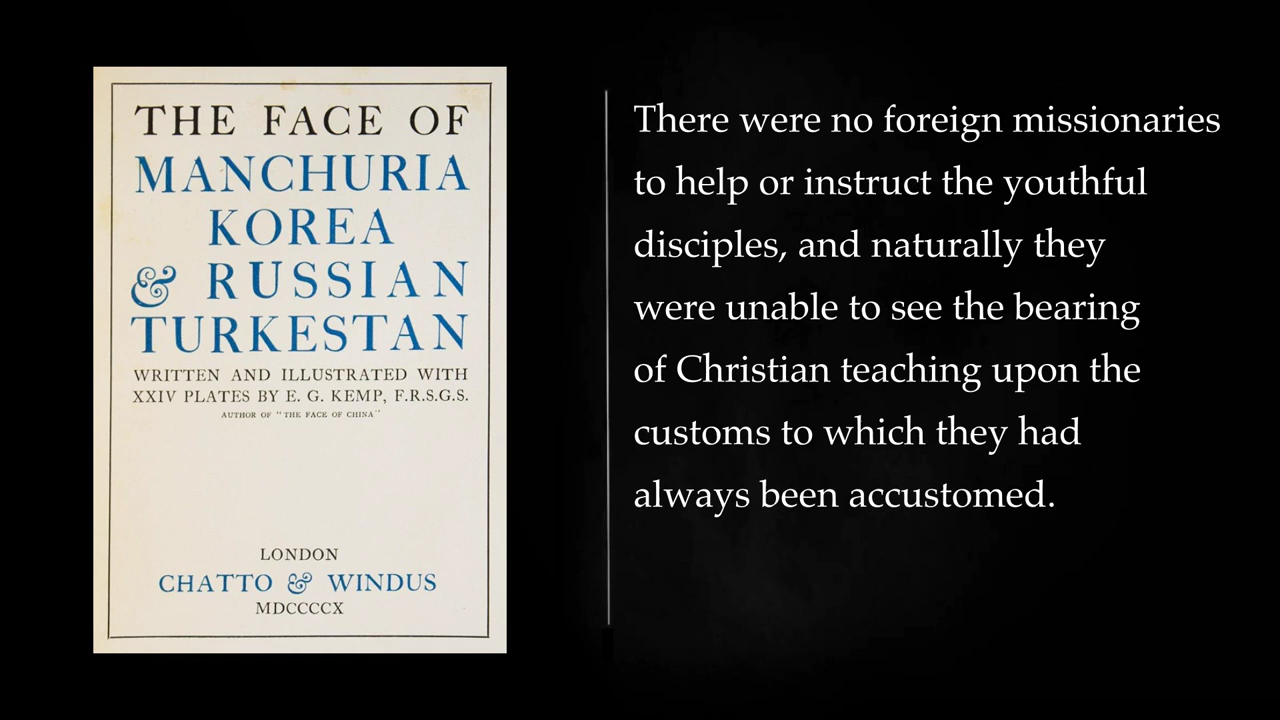 THE FACE OF
MANCHURIA
KOREA
& RUSSIAN
TURKESTAN
WRITTEN AND ILLUSTRATED WITH
XXIV PLATES BY E. G. KEMP, F.R.S.G.S.
AUTHOR OF "THE FACE OF CHINA"
LONDON
CHATTO & WINDUS
MDCCCCX
There were no foreign missionaries
to help or instruct the youthful
disciples, and naturally they
were unable to see the bearing
of Christian teaching upon the
customs to which they had
always been accustomed.